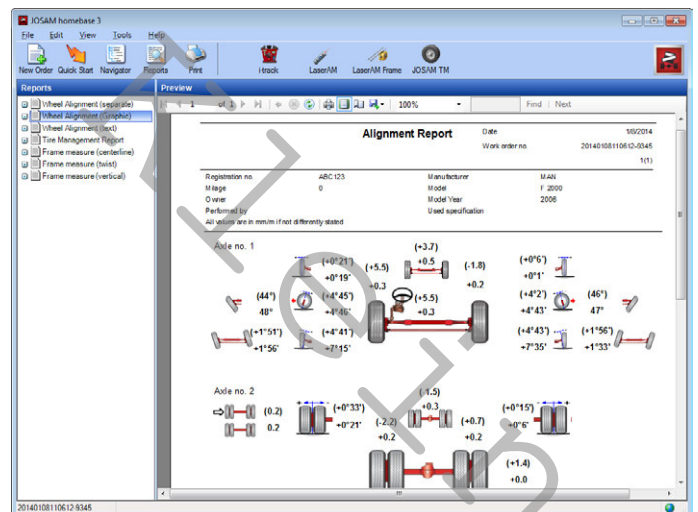 JOSAM homebase 3
File Edit View Tools Help
New Order Quick Start Navigator Reports Print I-track LaserAM LaserAM Frame JOSAM TM
Reports
Preview
Wheel Alignment (separate)
Wheel Alignment (Graphic)
Wheel Alignment (text)
Tire Management Report
Frame measure (centerline)
Frame measure (twist)
Frame measure (vertical)
1 of 1 100% Find | Next
Alignment Report
Date 1/8/2014
Work order no. 20140108110612-9345
1(1)
Registration no ABC123 Manufacturer MAN
Milage 0 Model F 2000
Owner Model Year 2006
Performed by Used specification
All values are in mm/m if not differently stated
Axle no. 1
(+3.7)
(+0°21') (+5.5) +0.5 (-1.8) (+0°6')
+0°19' +0.3 +0.2 +0°1'
(44°) (+4°45') (+5.5) (+4°2') (46°)
48° +4°46' +0.3 +4°43' 47°
(+1°51') (+4°41') (+4°43') (+1°56')
+1°56' +7°15' +7°35' +1°33'
Axle no. 2
(-1.5)
(0.2) (+0°33') +0.3 (+0°15')
0.2 +0°21' (-2.2) (+0.7) +0°6'
+0.2 +0.2
(+1.4)
+0.0
20140108110612-9345